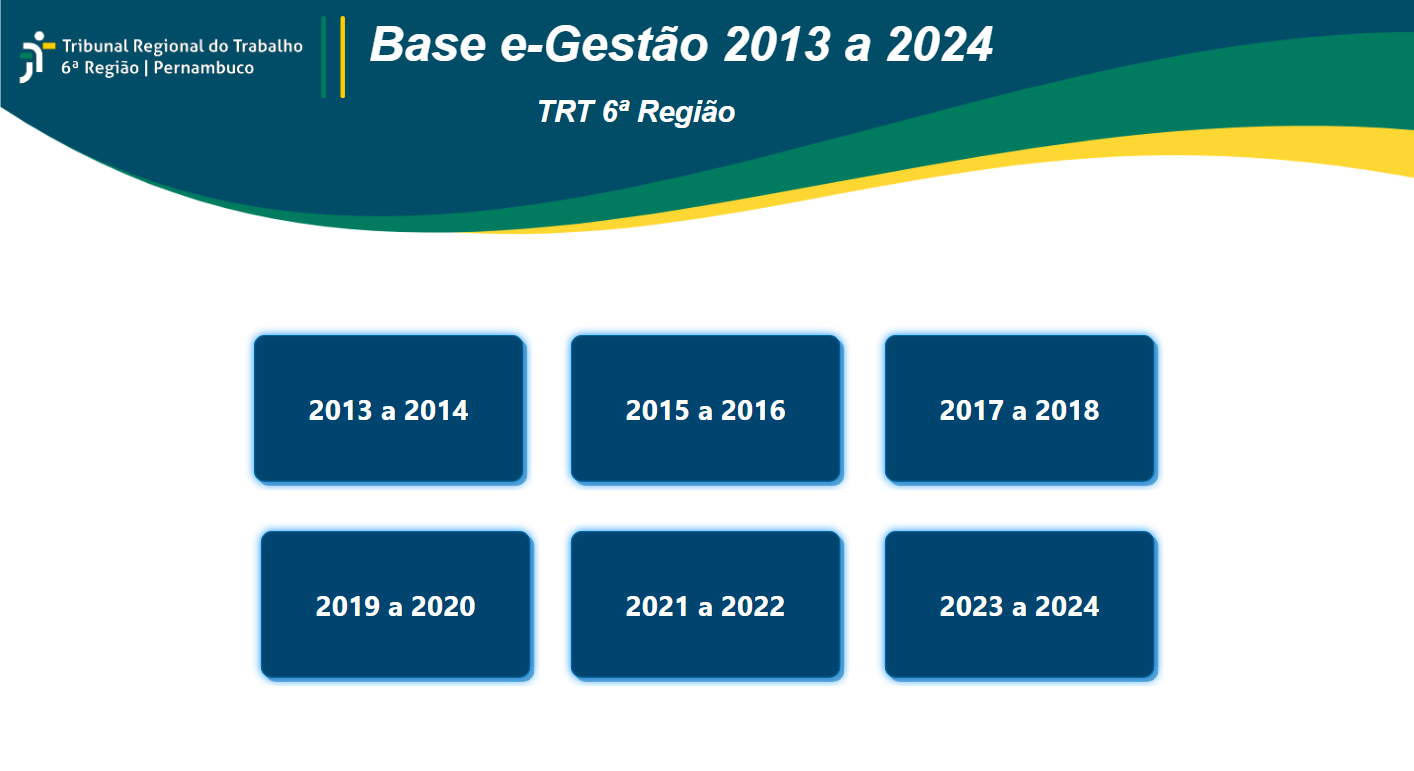 Tribunal Regional do Trabalho
6ª Região | Pernambuco
Base e-Gestão 2013 a 2024
TRT 6ª Região
2013 a 2014
2015 a 2016
2017 a 2018
2019 a 2020
2021 a 2022
2023 a 2024